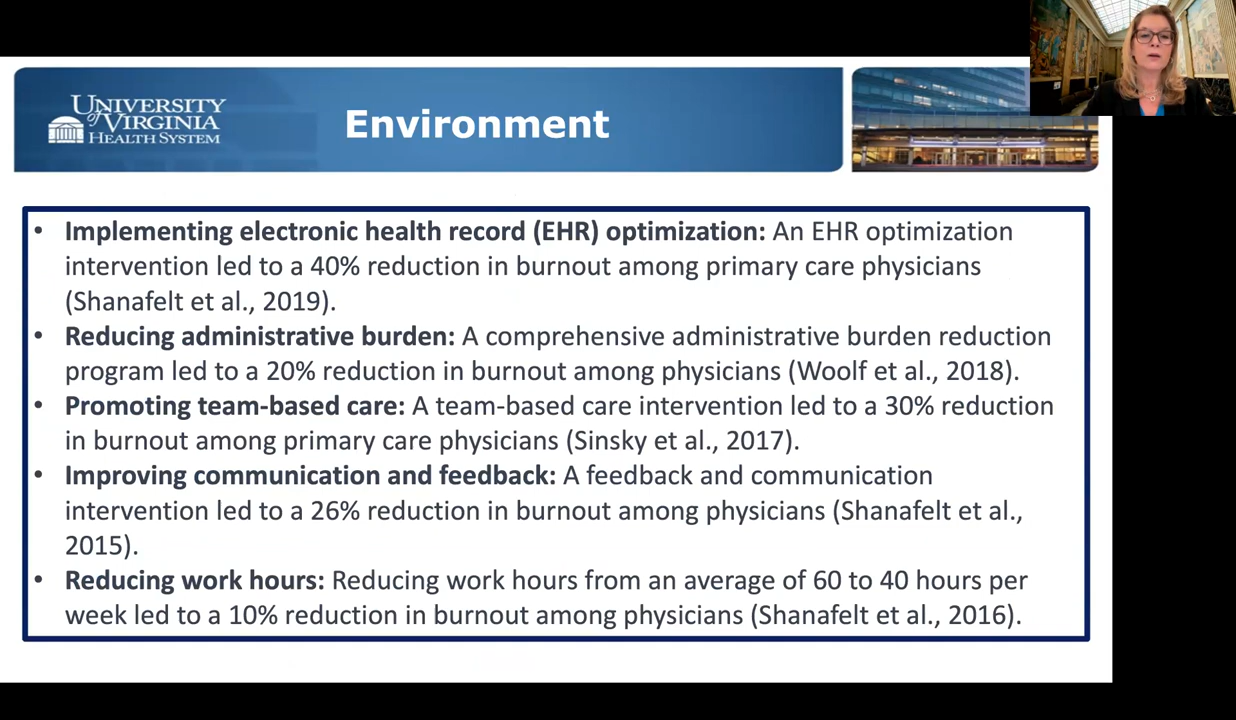 UNIVERSITY
of VIRGINIA
HEALTH SYSTEM
Environment
• Implementing electronic health record (EHR) optimization: An EHR optimization
intervention led to a 40% reduction in burnout among primary care physicians
(Shanafelt et al., 2019).
• Reducing administrative burden: A comprehensive administrative burden reduction
program led to a 20% reduction in burnout among physicians (Woolf et al., 2018).
• Promoting team-based care: A team-based care intervention led to a 30% reduction
in burnout among primary care physicians (Sinsky et al., 2017).
• Improving communication and feedback: A feedback and communication
intervention led to a 26% reduction in burnout among physicians (Shanafelt et al.,
2015).
• Reducing work hours: Reducing work hours from an average of 60 to 40 hours per
week led to a 10% reduction in burnout among physicians (Shanafelt et al., 2016).